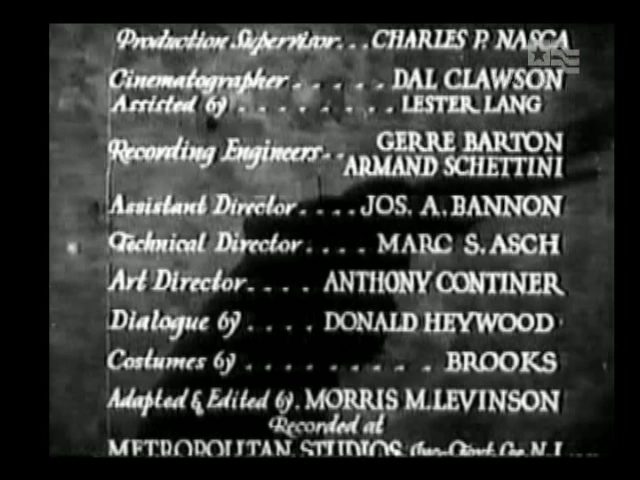 Production Supervisor... CHARLES P. NASCA
Cinematographer ..... DAL CLAWSON
Assisted by ........ LESTER LANG
Recording Engineers.. GERRE BARTON
ARMAND SCHETTINI
Assistant Director.... JOS. A. BANNON
Technical Director.... MARC S. ASCH
Art Director.... ANTHONY CONTINER
Dialogue by .... DONALD HEYWOOD
Costumes by ......... BROOKS
Adapted & Edited by. MORRIS M. LEVINSON
Recorded at
METROPOLITAN STUDIOS N.J.